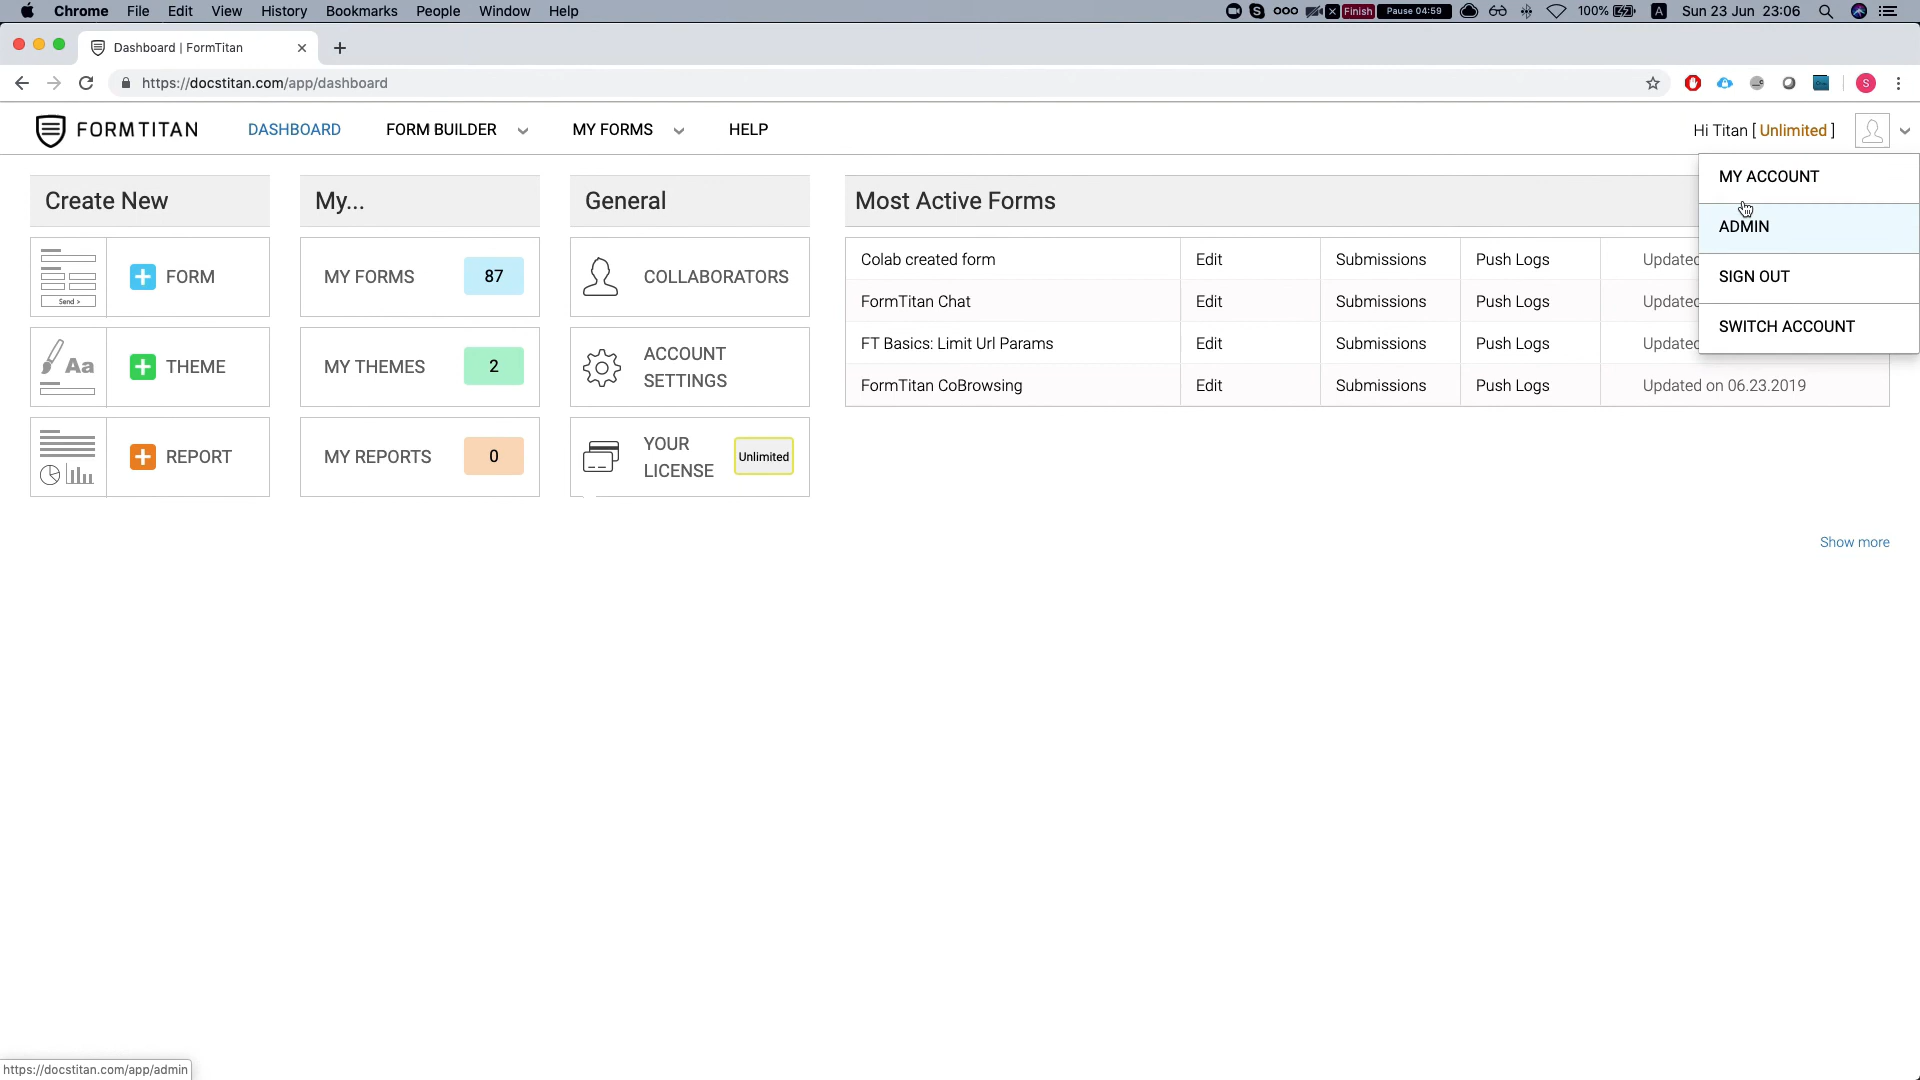 Chrome File Edit View History Bookmarks People Window Help Finish Pause 04:59 100% A Sun 23 Jun 23:06
Dashboard | FormTitan
https://docstitan.com/app/dashboard S
FORMTITAN DASHBOARD FORM BUILDER MY FORMS HELP Hi Titan [ Unlimited ]
MY ACCOUNT
ADMIN
SIGN OUT
SWITCH ACCOUNT
Create New
Send >
FORM
Aa
THEME
REPORT
My...
MY FORMS 87
MY THEMES 2
MY REPORTS 0
General
COLLABORATORS
ACCOUNT
SETTINGS
YOUR
LICENSE
Unlimited
Most Active Forms
Colab created form Edit Submissions Push Logs Updated
FormTitan Chat Edit Submissions Push Logs Updated
FT Basics: Limit Url Params Edit Submissions Push Logs Updated
FormTitan CoBrowsing Edit Submissions Push Logs Updated on 06.23.2019
Show more
https://docstitan.com/app/admin